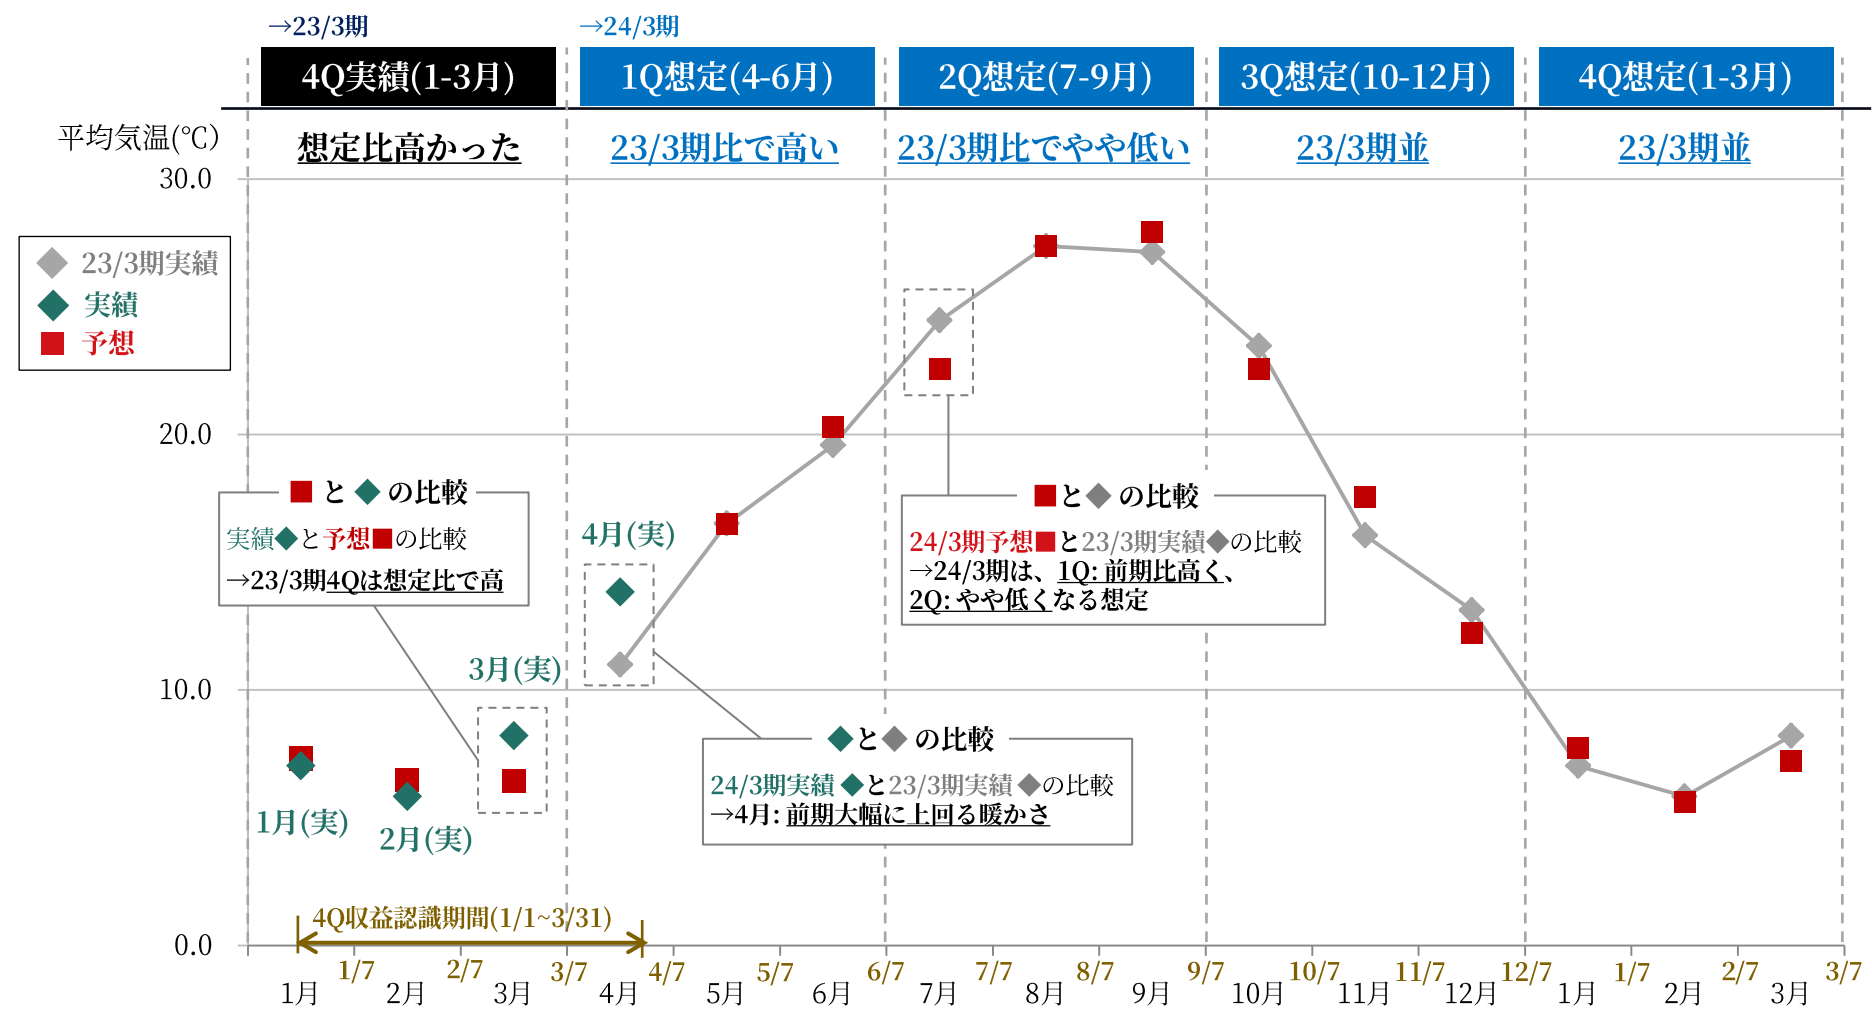 →23/3期
→24/3期
4Q実績(1-3月)
1Q想定(4-6月)
2Q想定(7-9月)
3Q想定(10-12月)
4Q想定(1-3月)
平均気温(℃)
想定比高かった
23/3期比で高い
23/3期比でやや低い
23/3期並
23/3期並
30.0
23/3期実績
実績
予想
20.0
との比較
実績と予想の比較
→23/3期4Qは想定比で高
4月(実)
との比較
24/3期予想と23/3期実績の比較
→24/3期は、1Q: 前期比高く、
2Q: やや低くなる想定
3月(実)
10.0
との比較
24/3期実績と23/3期実績の比較
→4月: 前期大幅に上回る暖かさ
1月(実)
2月(実)
4Q収益認識期間(1/1~3/31)
0.0
1/7
2/7
3/7
4/7
5/7
6/7
7/7
8/7
9/7
10/7
11/7
12/7
1/7
2/7
3/7
1月
2月
3月
4月
5月
6月
7月
8月
9月
10月
11月
12月
1月
2月
3月